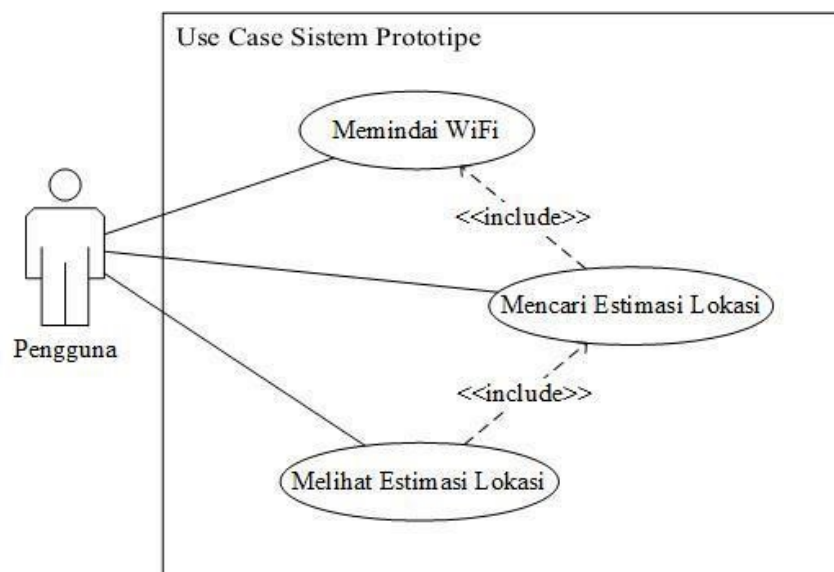 Use Case Sistem Prototipe
Memindai WiFi
<<include>>
Mencari Estimasi Lokasi
Pengguna
<<include>>
Melihat Estimasi Lokasi